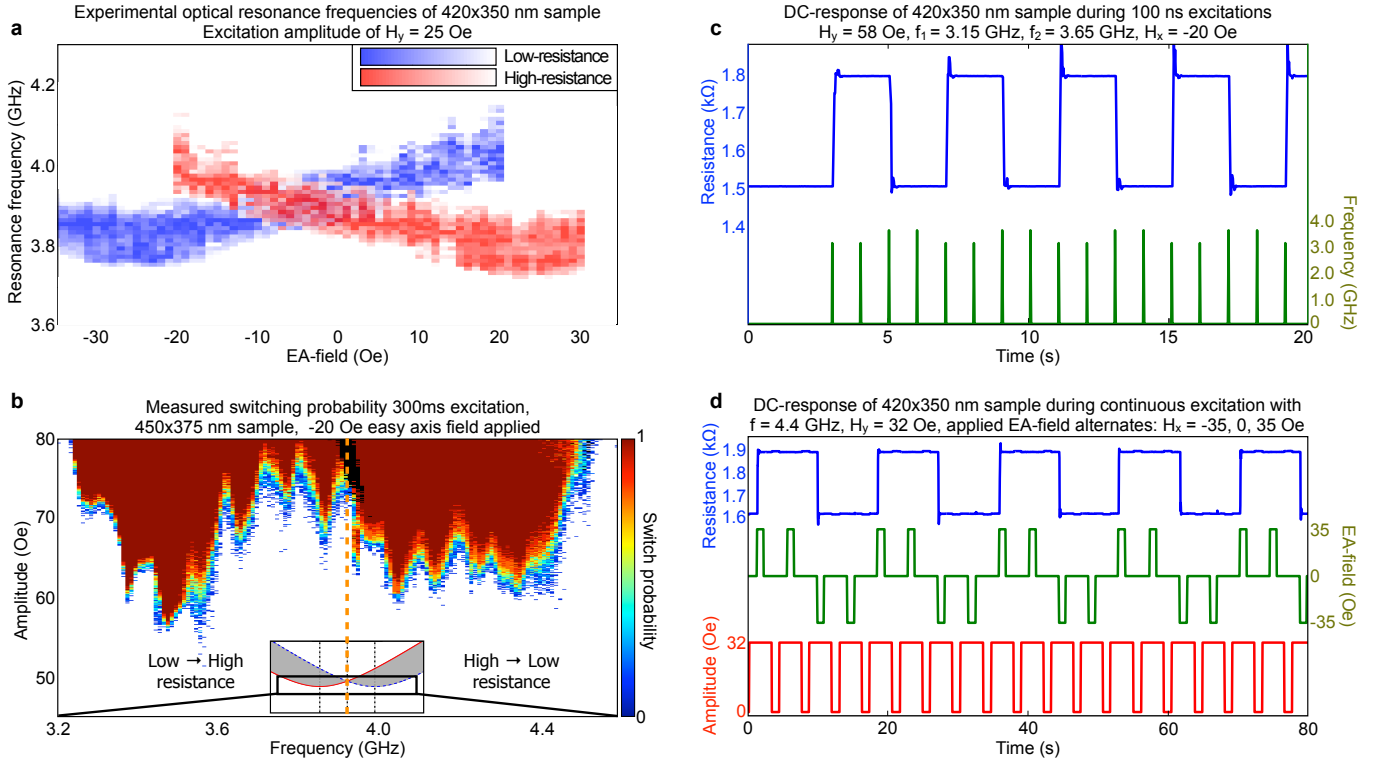 Experimental optical resonance frequencies of 420x350 nm sample
Excitation amplitude of Hy = 25 Oe
a
Low-resistance
High-resistance
Resonance frequency (GHz)
4.2
4.0
3.8
3.6
-30 -20 -10 0 10 20 30
EA-field (Oe)
b
Measured switching probability 300ms excitation,
450x375 nm sample, -20 Oe easy axis field applied
Amplitude (Oe)
80
70
60
50
Low → High
resistance
High → Low
resistance
1
0
Switch probability
3.2 3.6 4.0 4.4
Frequency (GHz)
c
DC-response of 420x350 nm sample during 100 ns excitations
Hy = 58 Oe, f1 = 3.15 GHz, f2 = 3.65 GHz, Hx = -20 Oe
Resistance (kΩ)
1.8
1.7
1.6
1.5
1.4
4.0
3.0
2.0
1.0
0
Frequency (GHz)
0 5 10 15 20
Time (s)
d
DC-response of 420x350 nm sample during continuous excitation with
f = 4.4 GHz, Hy = 32 Oe, applied EA-field alternates: Hx = -35, 0, 35 Oe
Resistance (kΩ)
1.9
1.8
1.7
1.6
35
0
-35
EA-field (Oe)
Amplitude (Oe)
32
0
0 20 40 60 80
Time (s)